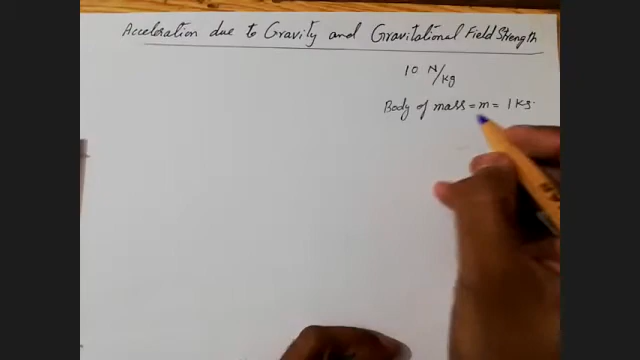 Acceleration due to Gravity and Gravitational Field Strength
10 N/kg
Body of mass = m = 1 kg.